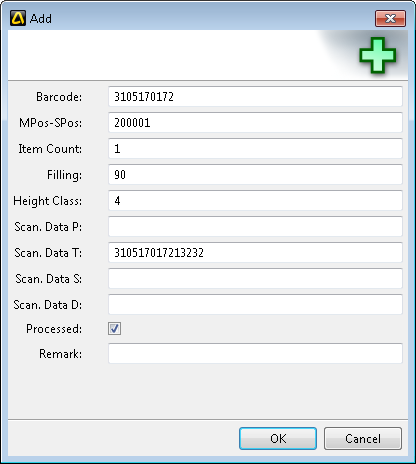 Add
Barcode: 3105170172
MPos-SPos: 200001
Item Count: 1
Filling: 90
Height Class: 4
Scan. Data P:
Scan. Data T: 310517017213232
Scan. Data S:
Scan. Data D:
Processed:
Remark:
OK Cancel